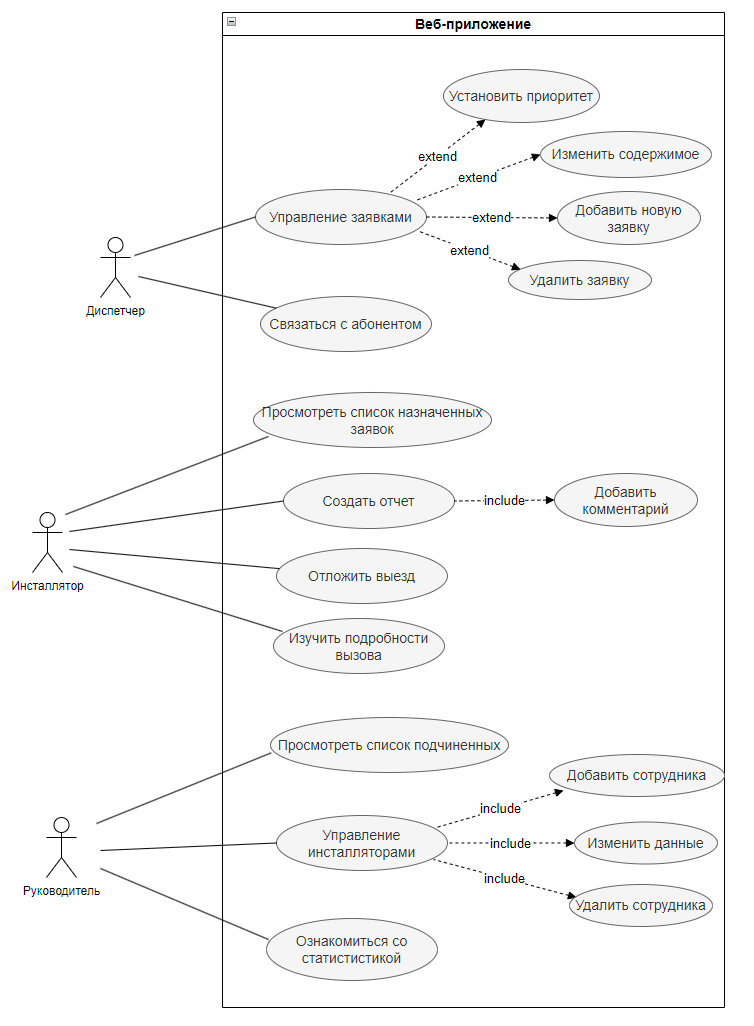 Веб-приложение
Установить приоритет
extend
Изменить содержимое
extend
Управление заявками
extend
Добавить новую
заявку
extend
Удалить заявку
Диспетчер
Связаться с абонентом
Просмотреть список назначенных
заявок
Создать отчет
include
Добавить
комментарий
Инсталлятор
Отложить выезд
Изучить подробности
вызова
Просмотреть список подчиненных
Добавить сотрудника
include
Управление
инсталляторами
include
Изменить данные
include
Удалить сотрудника
Руководитель
Ознакомиться со
статистистикой